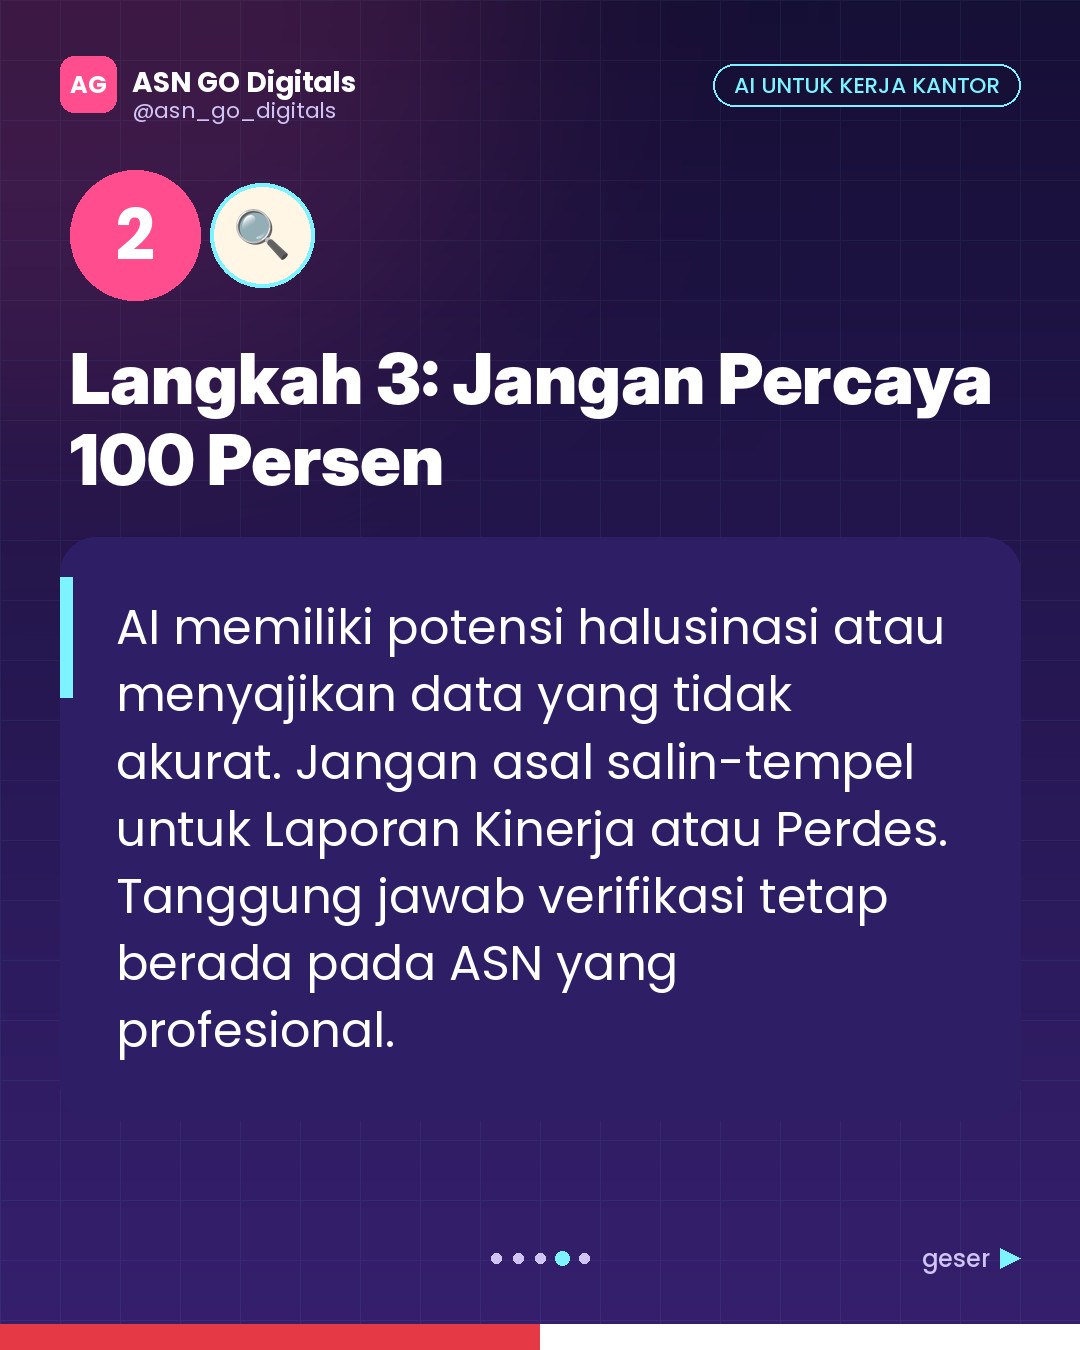 AG
ASN GO Digitals
@asn_go_digitals
AI UNTUK KERJA KANTOR
2
Langkah 3: Jangan Percaya
100 Persen
AI memiliki potensi halusinasi atau
menyajikan data yang tidak
akurat. Jangan asal salin-tempel
untuk Laporan Kinerja atau Perdes.
Tanggung jawab verifikasi tetap
berada pada ASN yang
profesional.
geser